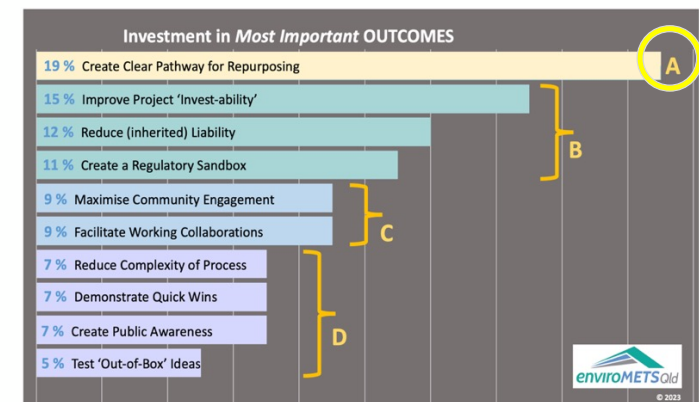 Investment in Most Important OUTCOMES
19 % Create Clear Pathway for Repurposing
A
15 % Improve Project ‘Invest-ability’
12 % Reduce (inherited) Liability
B
11 % Create a Regulatory Sandbox
9 % Maximise Community Engagement
9 % Facilitate Working Collaborations
C
7 % Reduce Complexity of Process
7 % Demonstrate Quick Wins
7 % Create Public Awareness
D
5 % Test ‘Out-of-Box’ Ideas
enviroMETSQld
© 2023